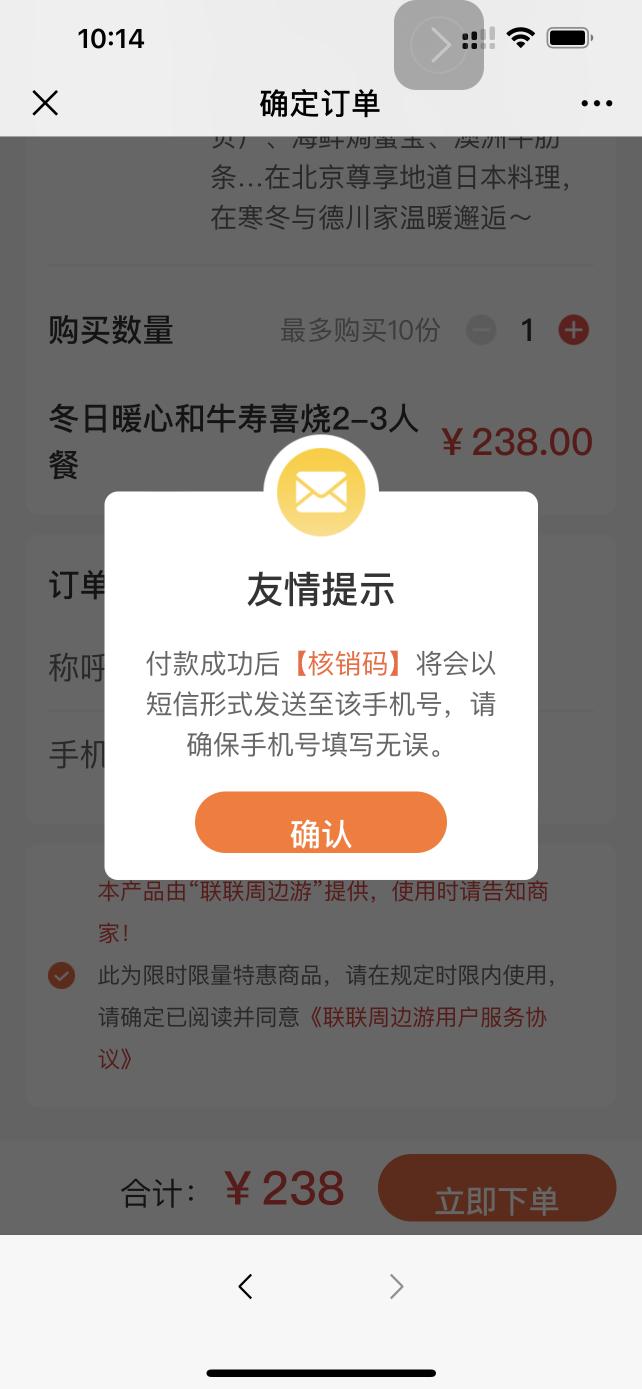 10:14
确定订单
条...在北京尊享地道日本料理,
在寒冬与德川家温暖邂逅～
购买数量
最多购买10份
1
冬日暖心和牛寿喜烧2-3人
餐
¥238.00
订单
称呼
手机
友情提示
付款成功后【核销码】将会以
短信形式发送至该手机号，请
确保手机号填写无误。
确认
本产品由“联联周边游”提供，使用时请告知商
家！
此为限时限量特惠商品，请在规定时限内使用，
请确定已阅读并同意《联联周边游用户服务协
议》
合计：
¥238
立即下单